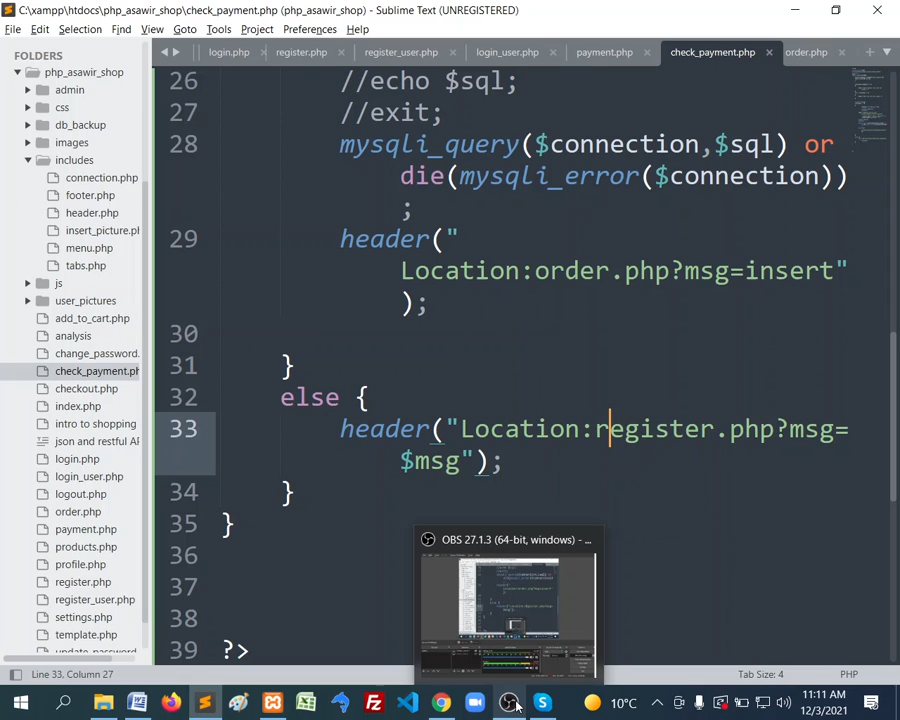 C:\xampp\htdocs\php_asawir_shop\check_payment.php (php_asawir_shop) - Sublime Text (UNREGISTERED)
File Edit Selection Find View Goto Tools Project Preferences Help
FOLDERS
php_asawir_shop
admin
css
db_backup
images
includes
connection.php
footer.php
header.php
insert_picture.pl
menu.php
tabs.php
js
user_pictures
add_to_cart.php
analysis
change_password.
check_payment.ph
checkout.php
index.php
intro to shopping
json and restful AP
login.php
login_user.php
logout.php
order.php
payment.php
products.php
profile.php
register.php
register_user.php
settings.php
template.php
login.php register.php register_user.php login_user.php payment.php check_payment.php order.php
26 //echo $sql;
27 //exit;
28 mysqli_query($connection,$sql) or
die(mysqli_error($connection))
;
29 header("
Location:order.php?msg=insert"
);
30
31 }
32 else {
33 header("Location:register.php?msg=
$msg");
34 }
35 }
36
37
38
39 ?>
OBS 27.1.3 (64-bit, windows) - ...
Line 33, Column 27 Tab Size: 4 PHP
10°C
11:11 AM
12/3/2021